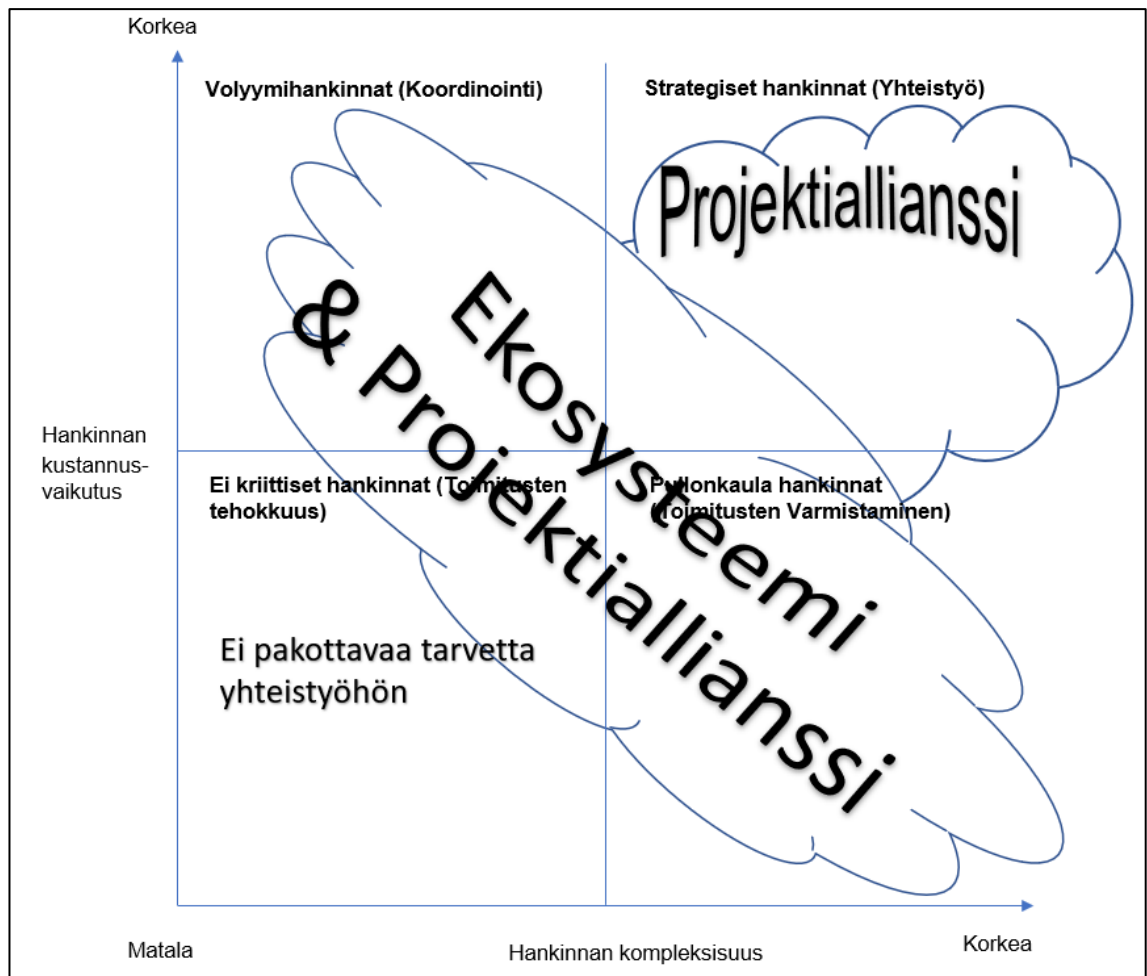 Korkea
Volyymihankinnat (Koordinointi)
Strategiset hankinnat (Yhteistyö)
Projektiallianssi
Ekosysteemi
& Projektiallianssi
Hankinnan
kustannus-
vaikutus
Ei kriittiset hankinnat (Toimitusten
tehokkuus)
Pullonkaula hankinnat
(Toimitusten Varmistaminen)
Ei pakottavaa tarvetta
yhteistyöhön
Matala
Hankinnan kompleksisuus
Korkea